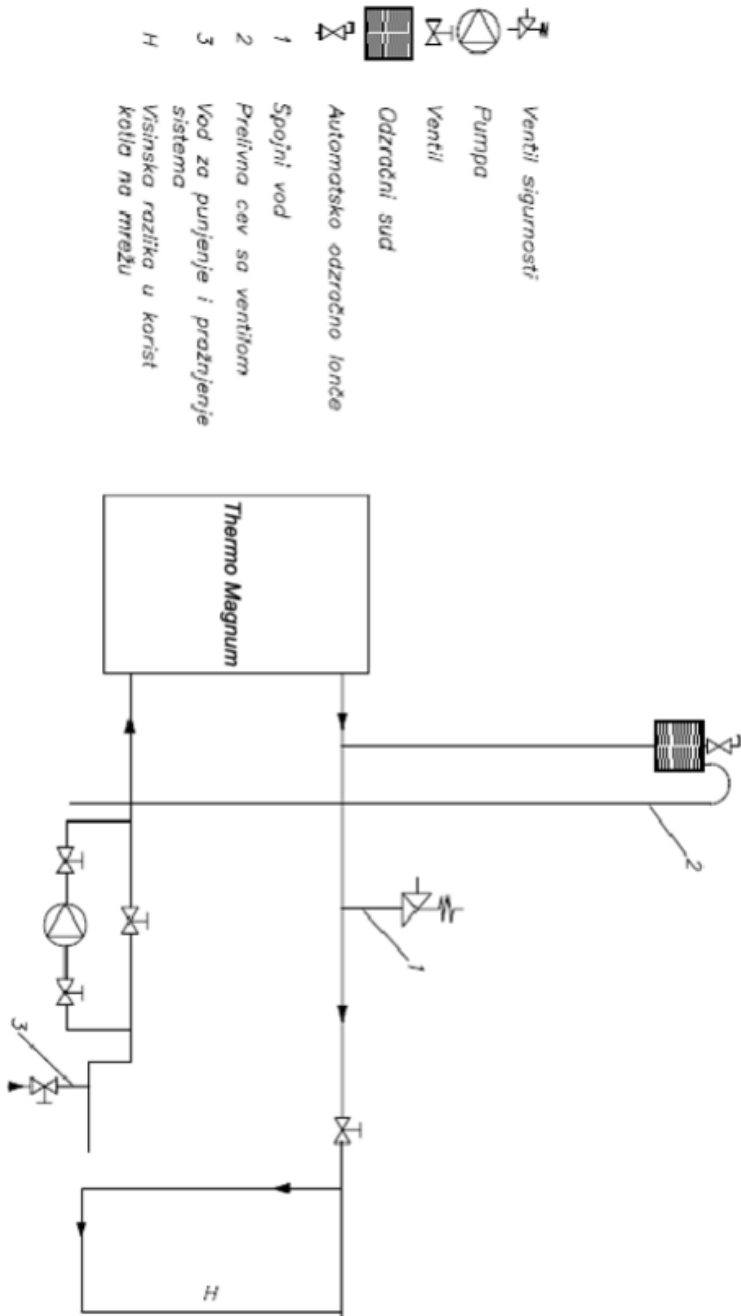 Ventil sigurnosti
Pumpa
Ventil
Odzračni sud
Automatsko odzračno lonče
1 Spojni vod
2 Prelivna cev sa ventilom
3 Vod za punjenje i pražnjenje
sistema
H Visinska razlika u korist
kotla na mrežu
Thermo Magnum
2
1
3
H